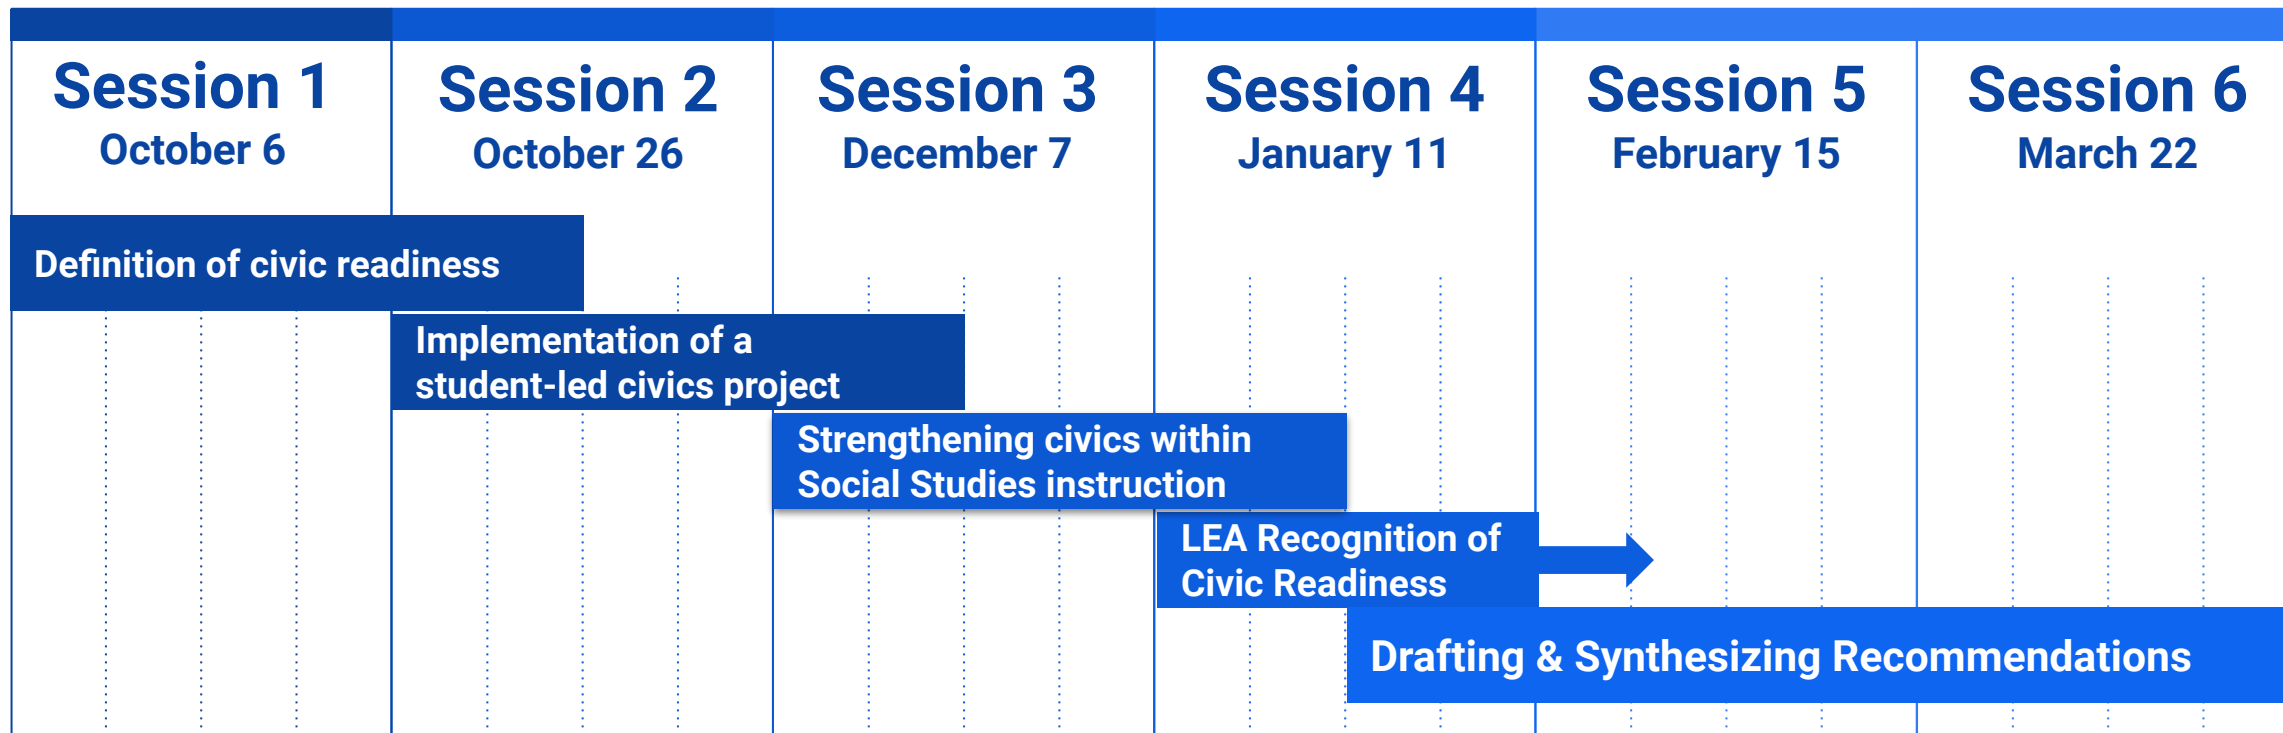 Session 1
October 6
Session 2
October 26
Session 3
December 7
Session 4
January 11
Session 5
February 15
Session 6
March 22
Definition of civic readiness
Implementation of a
student-led civics project
Strengthening civics within
Social Studies instruction
LEA Recognition of
Civic Readiness
Drafting & Synthesizing Recommendations